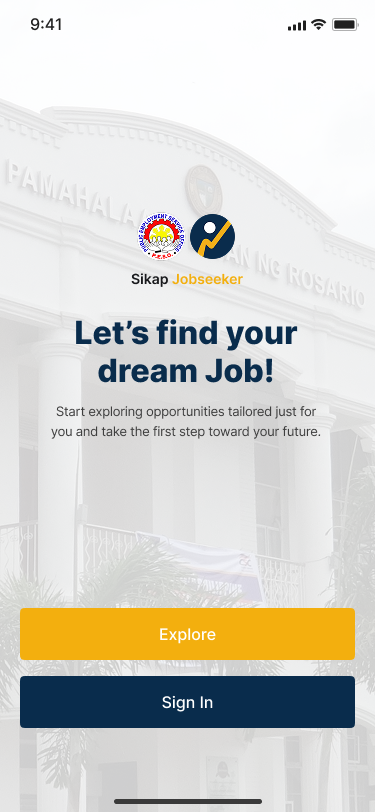 9:41
PAMAHALA
AN NG ROSARIO
PUBLIC EMPLOYMENT SERVICE OFFICE
P.E.S.O.
Sikap Jobseeker
Let’s find your
dream Job!
Start exploring opportunities tailored just for
you and take the first step toward your future.
Explore
Sign In